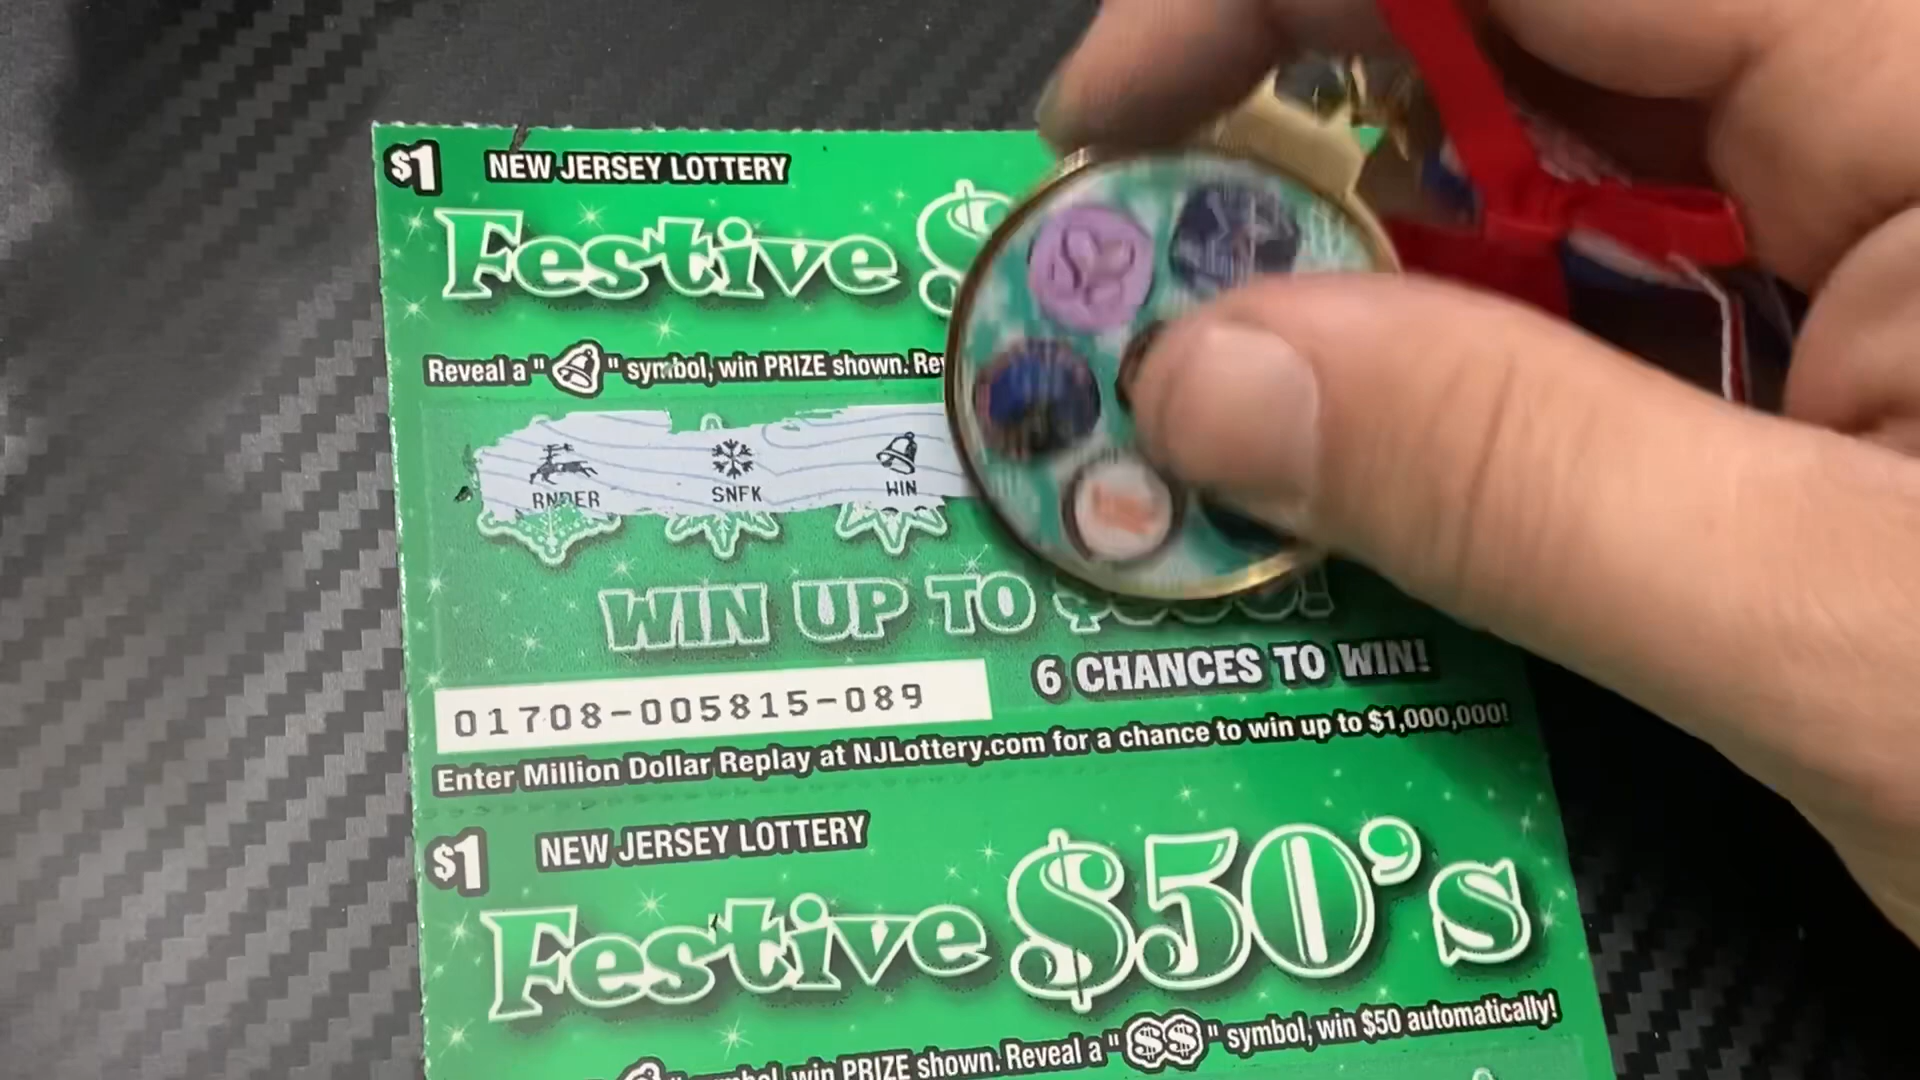 $1 NEW JERSEY LOTTERY
Festive $
Reveal a " " symbol, win PRIZE shown.
RNDER SNFK WIN
WIN UP TO
6 CHANCES TO WIN!
01708-005815-089
Enter Million Dollar Replay at NJLottery.com for a chance to win up to $1,000,000!
$1 NEW JERSEY LOTTERY
Festive $50's
symbol, win PRIZE shown. Reveal a "$$" symbol, win $50 automatically!